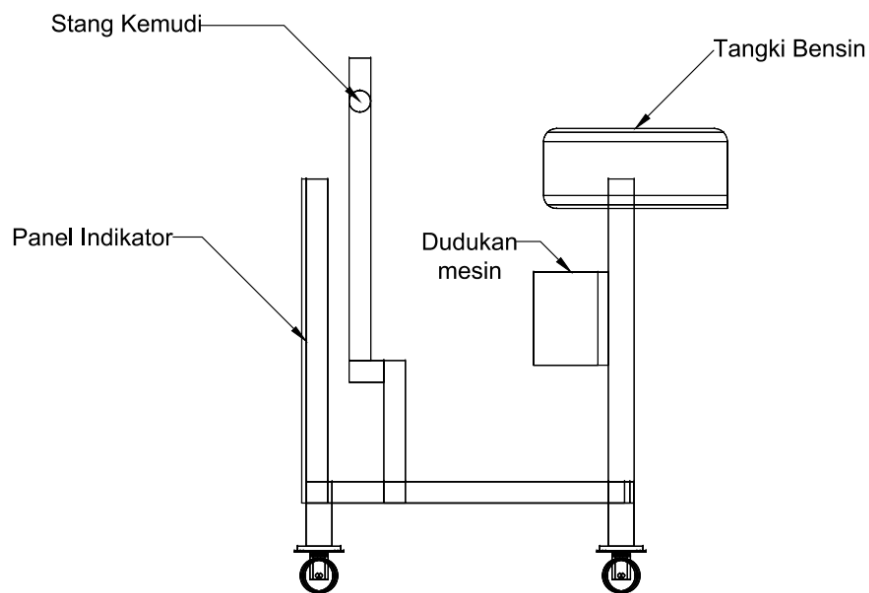 Stang Kemudi
Tangki Bensin
Panel Indikator
Dudukan
mesin